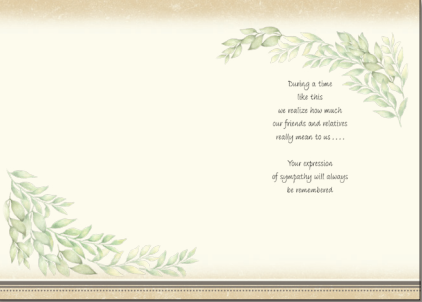 During a time
like this
we realize how much
our friends and relatives
really mean to us . . . .
Your expression
of sympathy will always
be remembered